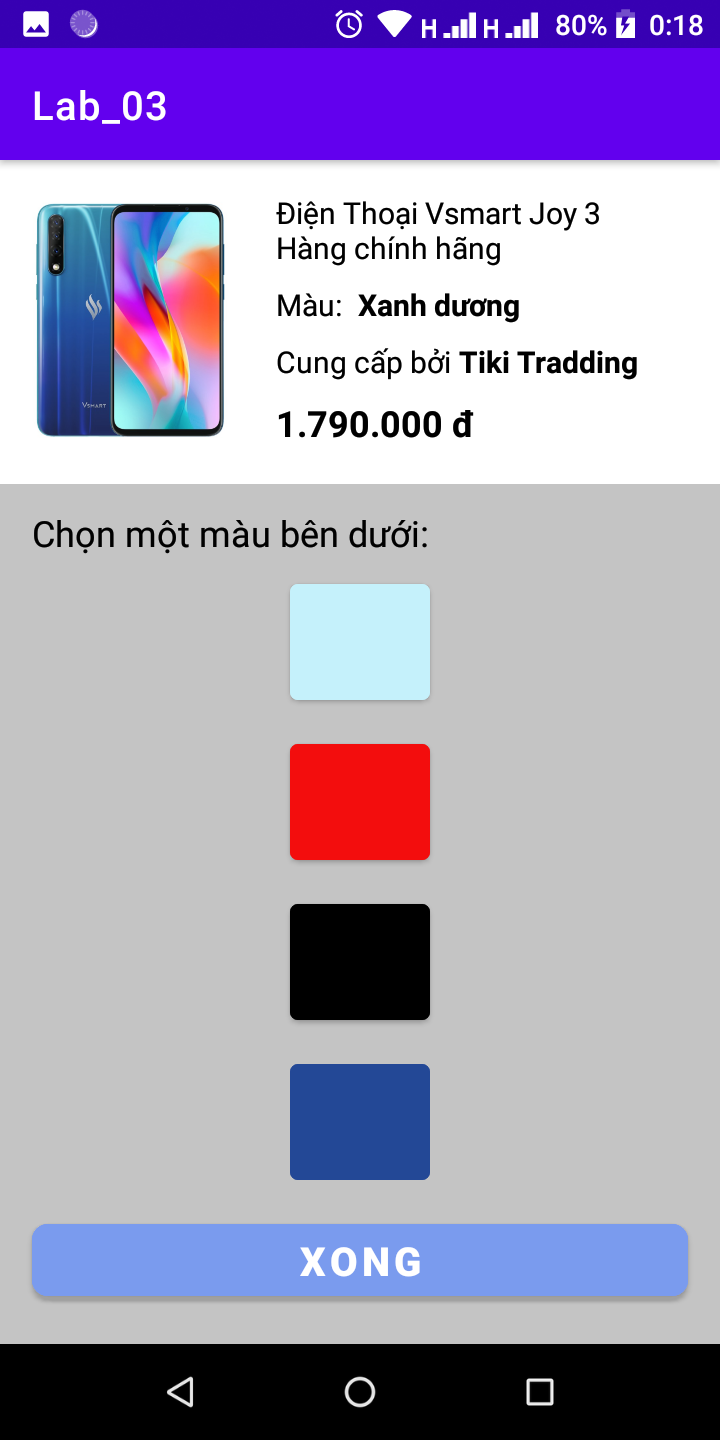 H H 80% 0:18
Lab_03
Điện Thoại Vsmart Joy 3
Hàng chính hãng
Màu: Xanh dương
Cung cấp bởi Tiki Tradding
1.790.000 đ
VSMART
Chọn một màu bên dưới:
XONG